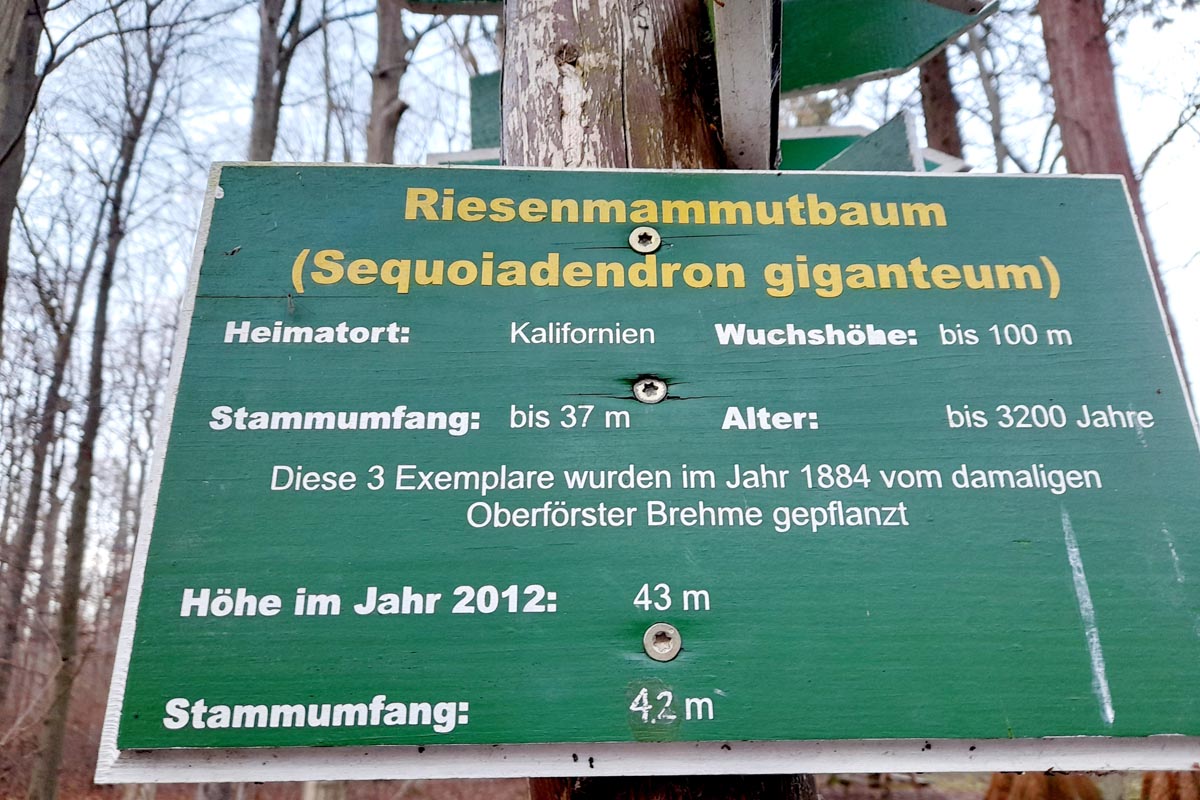 Riesenmammutbaum
(Sequoiadendron giganteum)
Heimatort: Kalifornien Wuchshöhe: bis 100 m
Stammumfang: bis 37 m Alter: bis 3200 Jahre
Diese 3 Exemplare wurden im Jahr 1884 vom damaligen
Oberförster Brehme gepflanzt
Höhe im Jahr 2012: 43 m
Stammumfang: 4.2 m